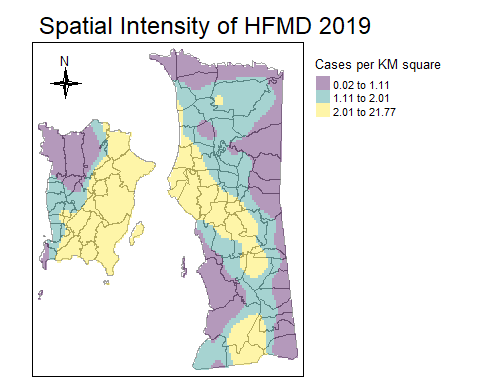 Spatial Intensity of HFMD 2019
N
Cases per KM square
0.02 to 1.11
1.11 to 2.01
2.01 to 21.77